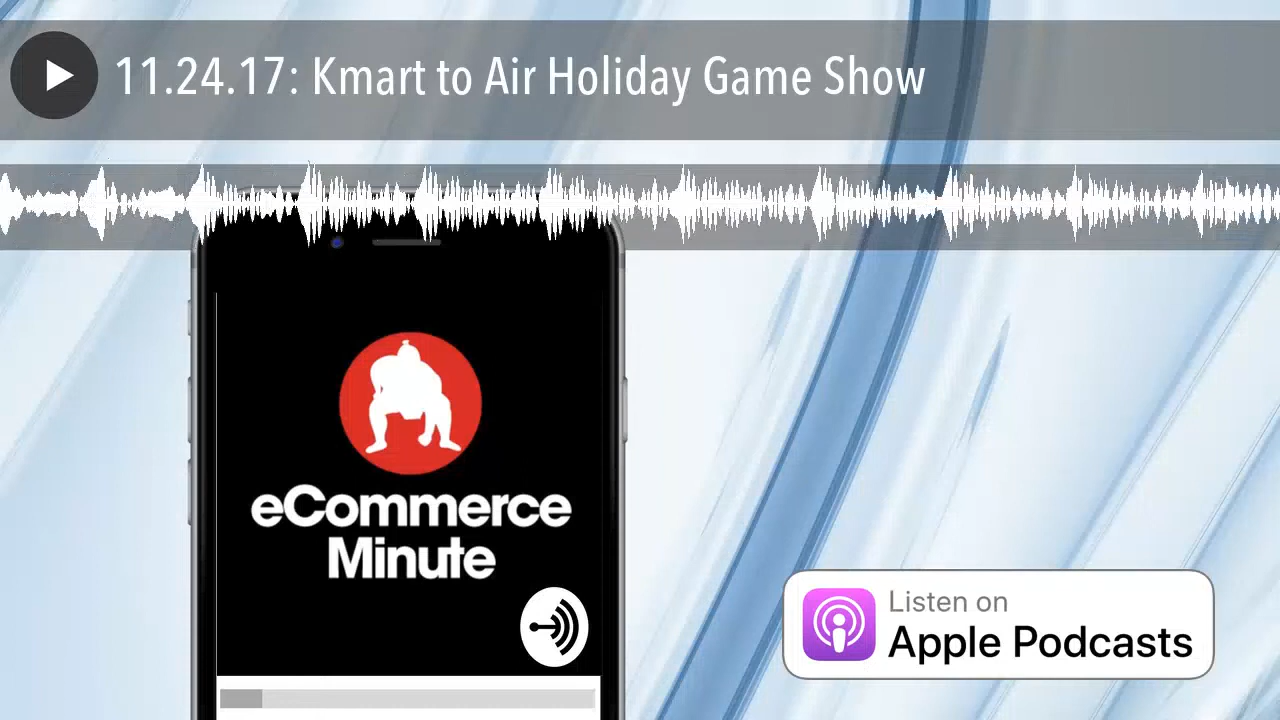 11.24.17: Kmart to Air Holiday Game Show
eCommerce
Minute
Listen on
Apple Podcasts